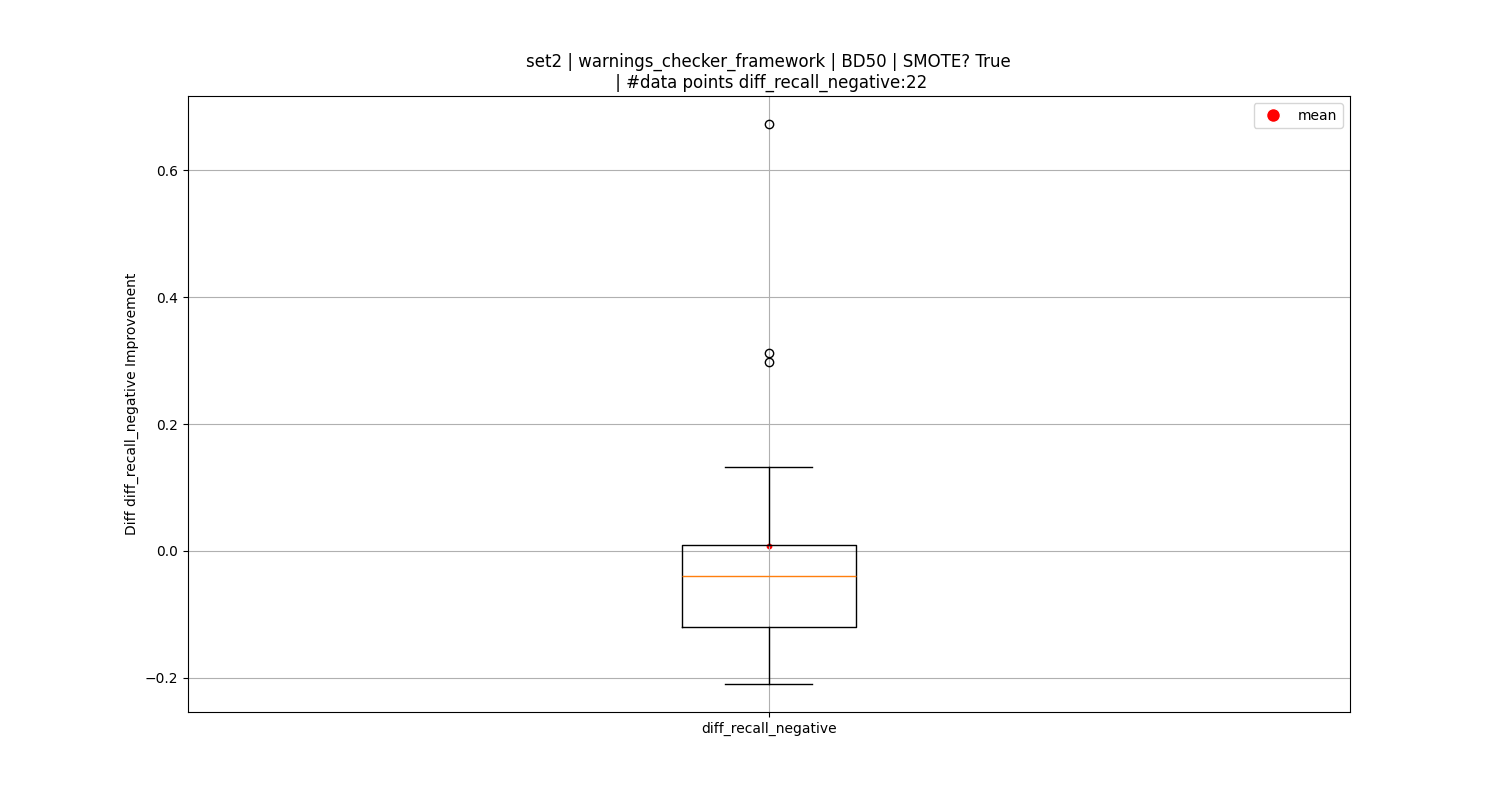 set2 | warnings_checker_framework | BD50 | SMOTE? True
| #data points diff_recall_negative:22
mean
0.6
0.4
0.2
0.0
−0.2
Diff diff_recall_negative Improvement
diff_recall_negative